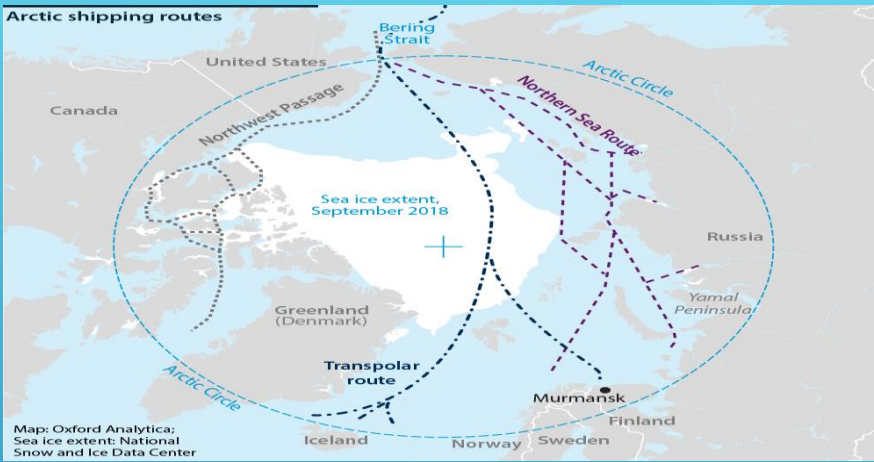 Arctic shipping routes
Bering
Strait
United States
Arctic Circle
Canada
Northwest Passage
Northern Sea Route
Sea ice extent,
September 2018
Russia
Yamal
Peninsula
Greenland
(Denmark)
Transpolar
route
Arctic Circle
Murmansk
Finland
Iceland
Norway
Sweden
Map: Oxford Analytica;
Sea ice extent: National
Snow and Ice Data Center